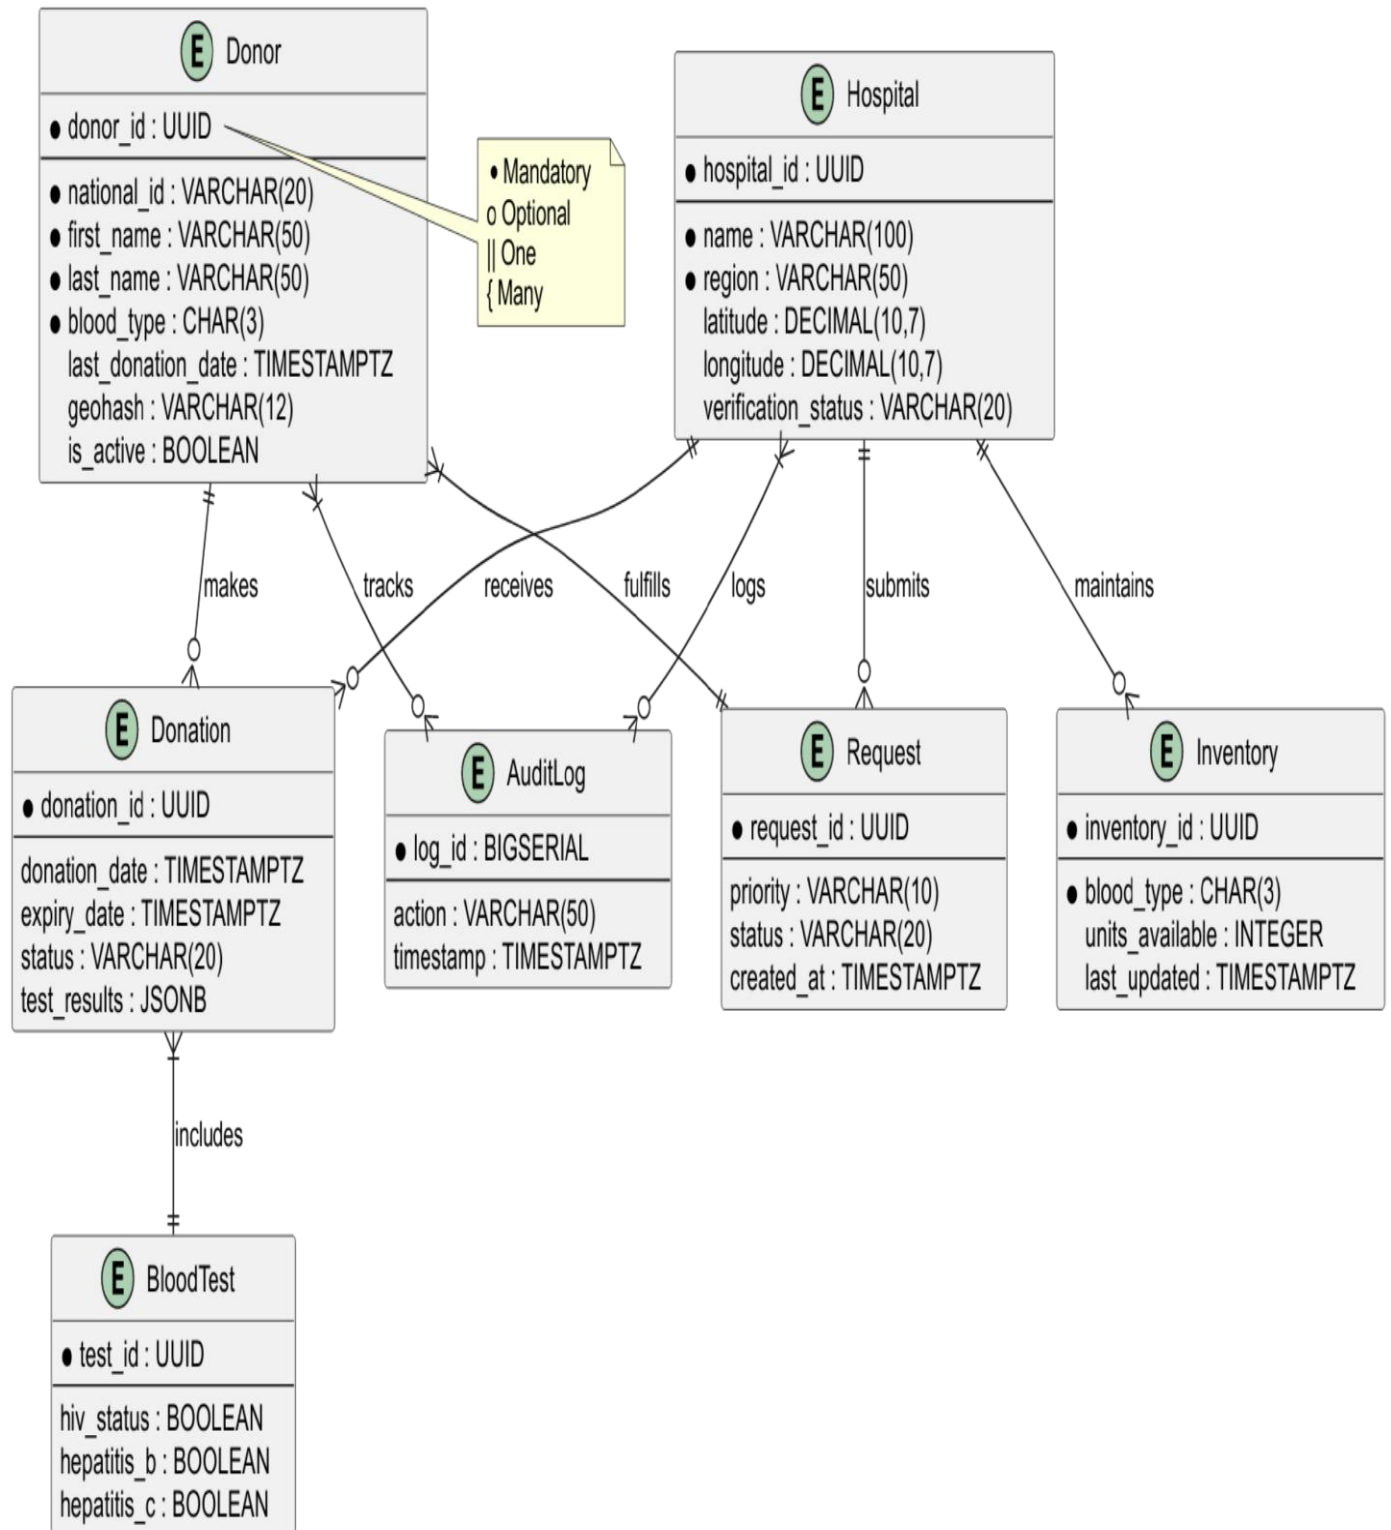 E Donor
● donor_id : UUID
● national_id : VARCHAR(20)
● first_name : VARCHAR(50)
● last_name : VARCHAR(50)
● blood_type : CHAR(3)
last_donation_date : TIMESTAMPTZ
geohash : VARCHAR(12)
is_active : BOOLEAN
• Mandatory
o Optional
|| One
{ Many
E Hospital
● hospital_id : UUID
● name : VARCHAR(100)
● region : VARCHAR(50)
latitude : DECIMAL(10,7)
longitude : DECIMAL(10,7)
verification_status : VARCHAR(20)
makes
tracks
receives
fulfills
logs
submits
maintains
E Donation
● donation_id : UUID
donation_date : TIMESTAMPTZ
expiry_date : TIMESTAMPTZ
status : VARCHAR(20)
test_results : JSONB
E AuditLog
● log_id : BIGSERIAL
action : VARCHAR(50)
timestamp : TIMESTAMPTZ
E Request
● request_id : UUID
priority : VARCHAR(10)
status : VARCHAR(20)
created_at : TIMESTAMPTZ
E Inventory
● inventory_id : UUID
● blood_type : CHAR(3)
units_available : INTEGER
last_updated : TIMESTAMPTZ
includes
E BloodTest
● test_id : UUID
hiv_status : BOOLEAN
hepatitis_b : BOOLEAN
hepatitis_c : BOOLEAN